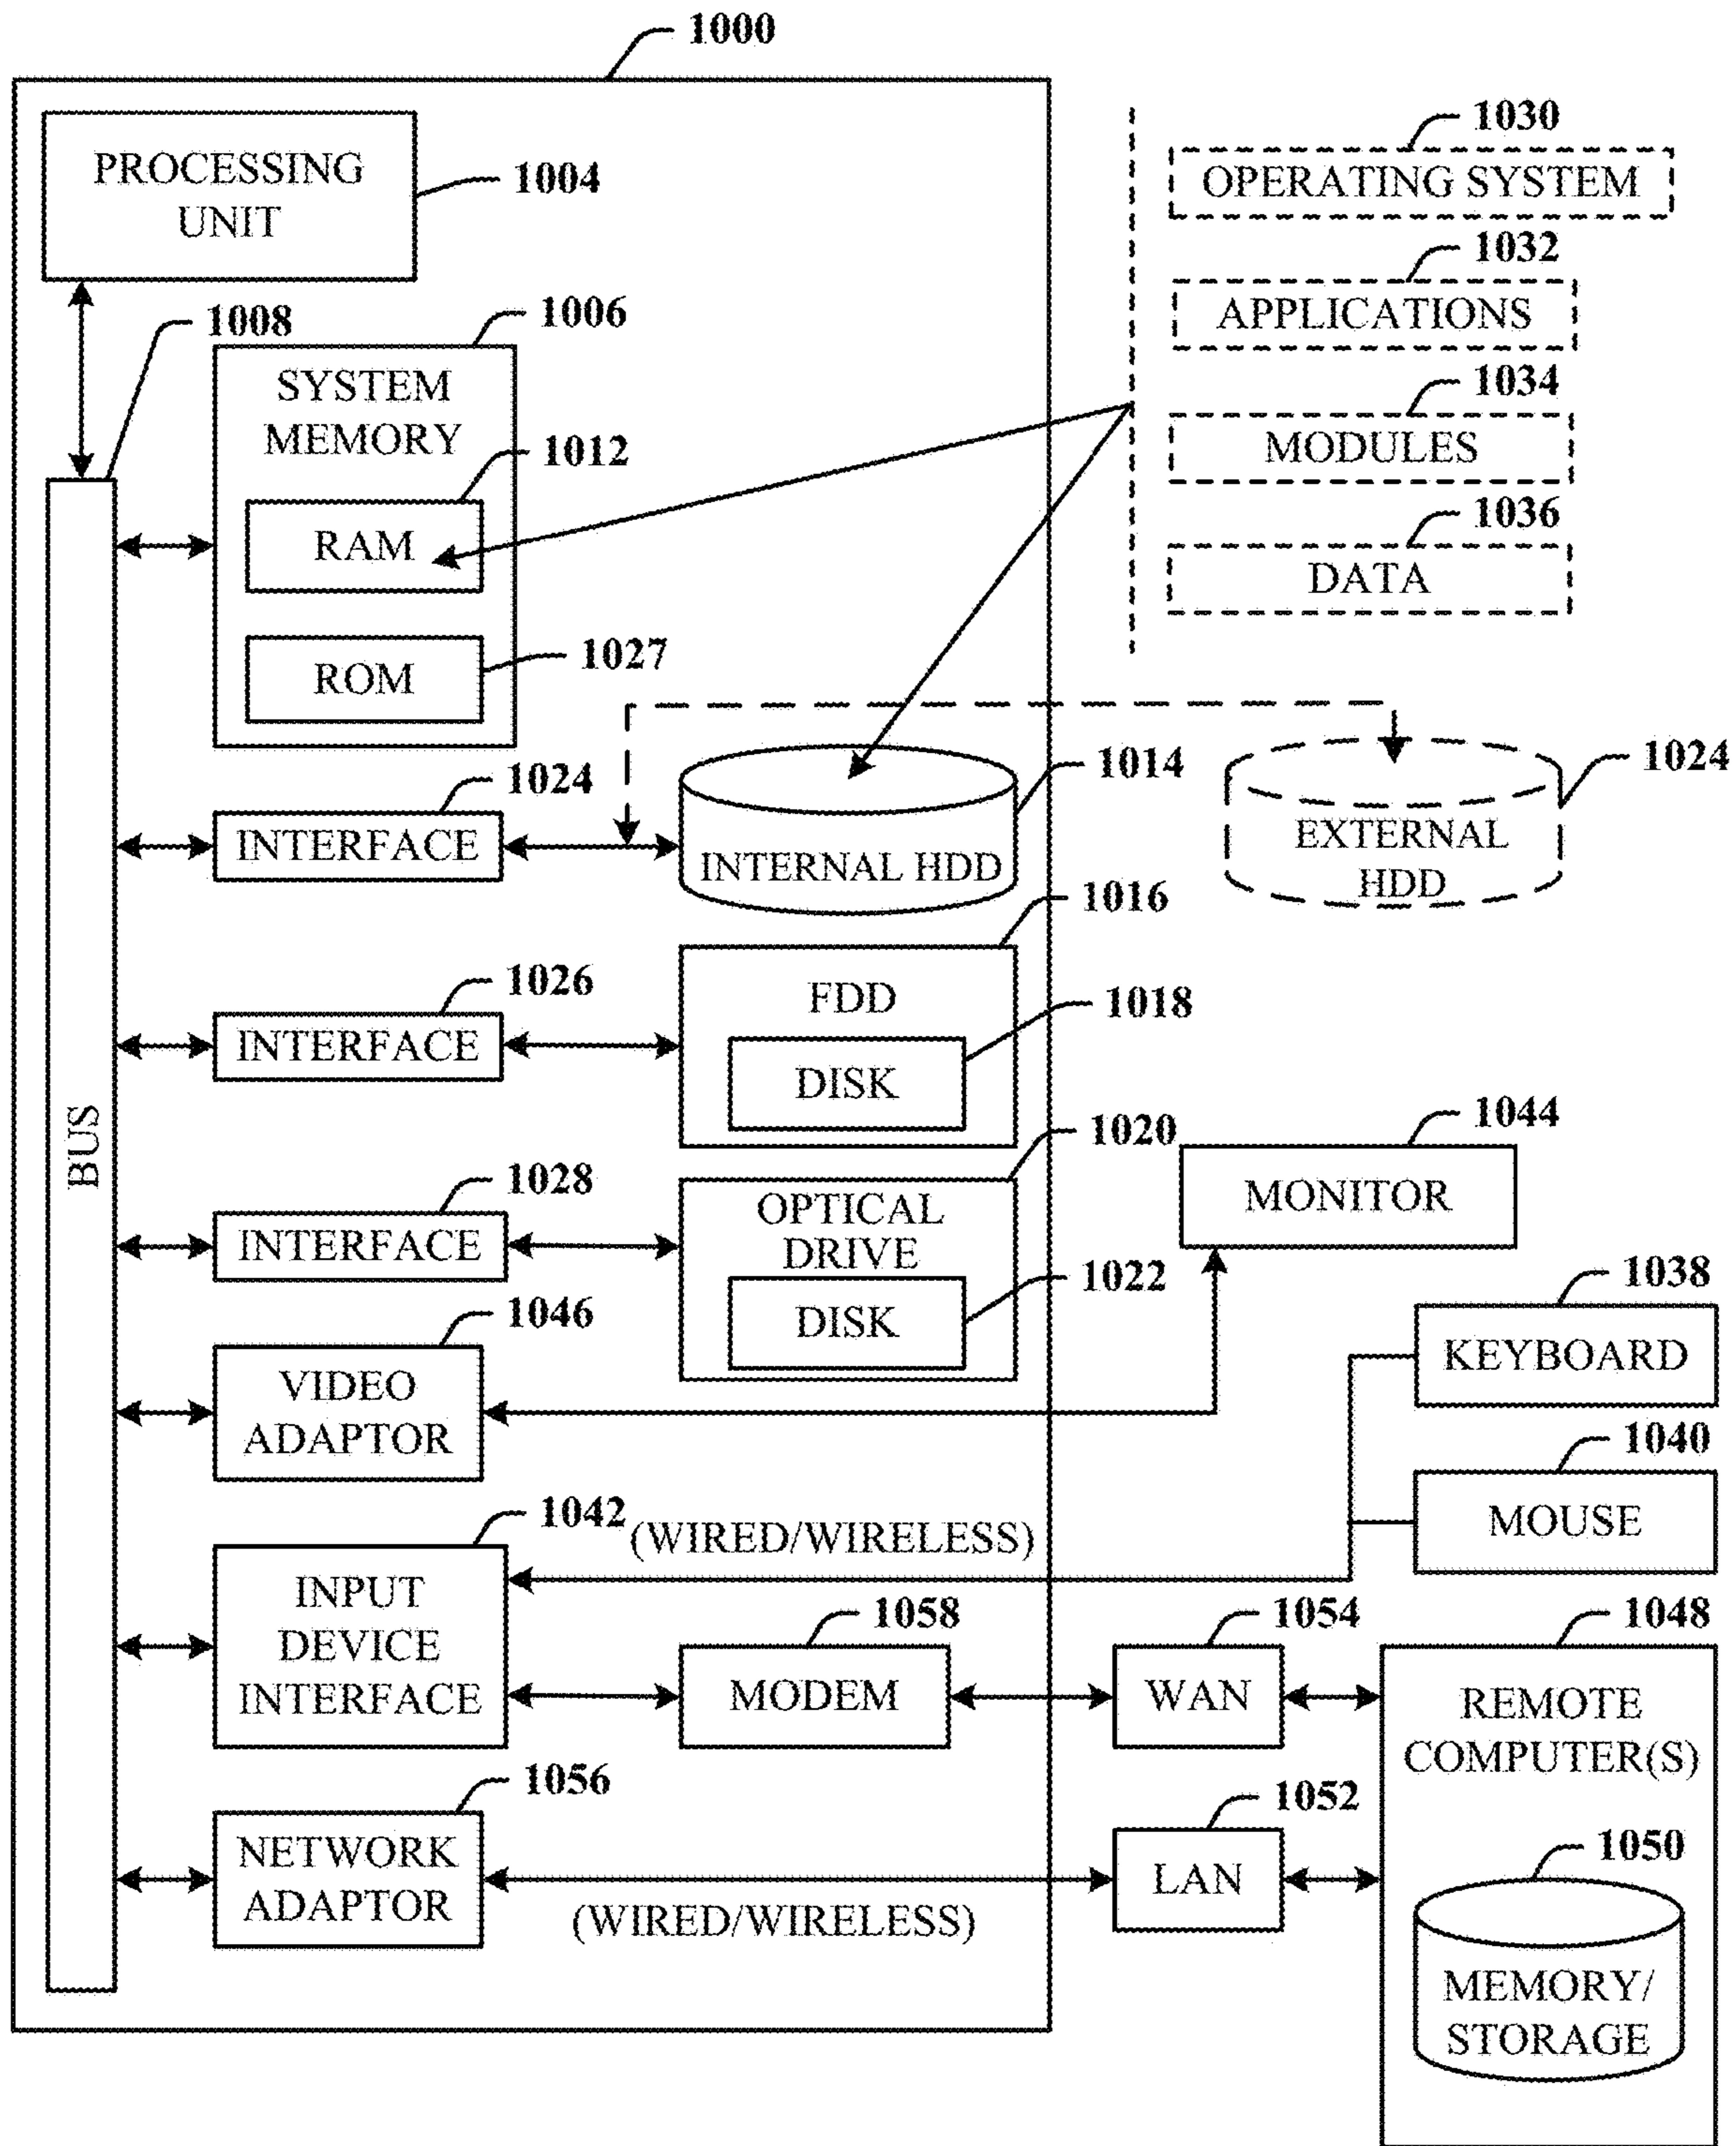 1000
PROCESSING
UNIT
1004
1030
OPERATING SYSTEM
1032
APPLICATIONS
1034
MODULES
1036
DATA
1008
1006
SYSTEM
MEMORY
1012
RAM
ROM
1027
1024
INTERFACE
1014
INTERNAL HDD
1024
EXTERNAL
HDD
BUS
1026
INTERFACE
1016
FDD
1018
DISK
1028
INTERFACE
1020
OPTICAL
DRIVE
1022
DISK
1044
MONITOR
1046
VIDEO
ADAPTOR
1038
KEYBOARD
1040
MOUSE
1042
(WIRED/WIRELESS)
INPUT
DEVICE
INTERFACE
1058
MODEM
1054
WAN
1048
REMOTE
COMPUTER(S)
1056
NETWORK
ADAPTOR
(WIRED/WIRELESS)
1052
LAN
1050
MEMORY/
STORAGE